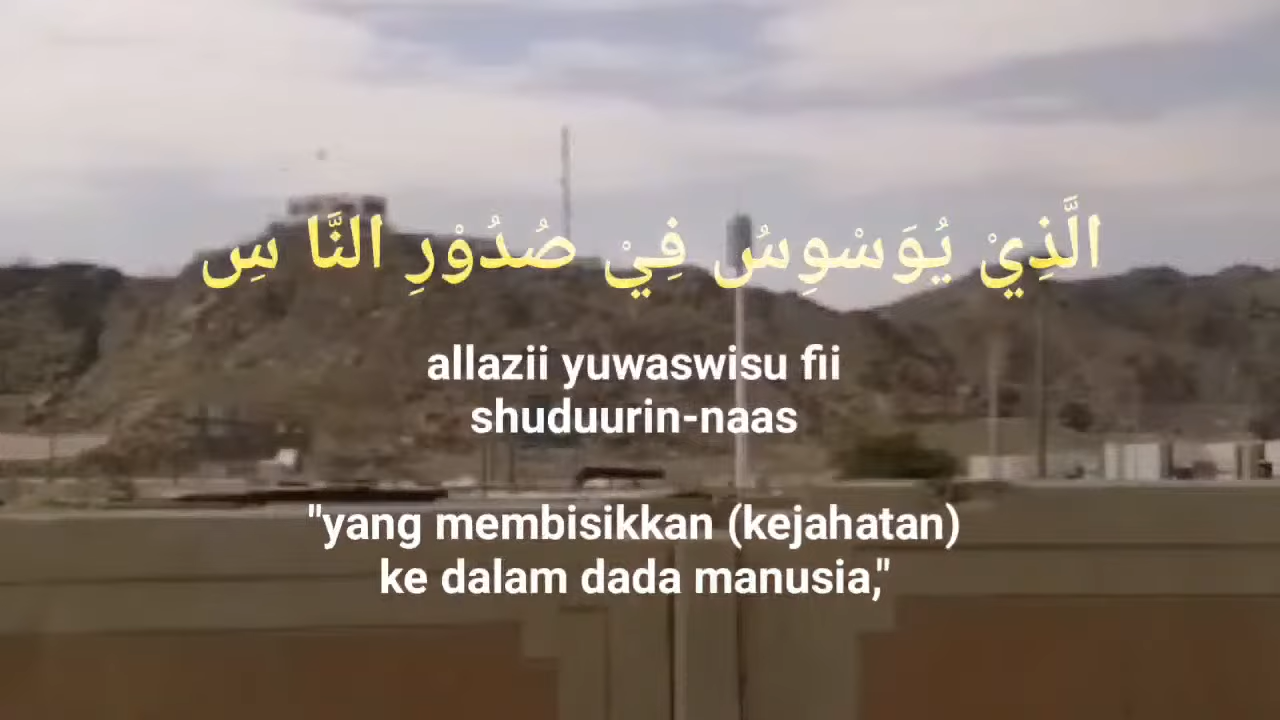 الَّذِيْ يُوَسْوِسُ فِيْ صُدُوْرِ النَّا سِ
allazii yuwaswisu fii
shuduurin-naas
"yang membisikkan (kejahatan)
ke dalam dada manusia,"